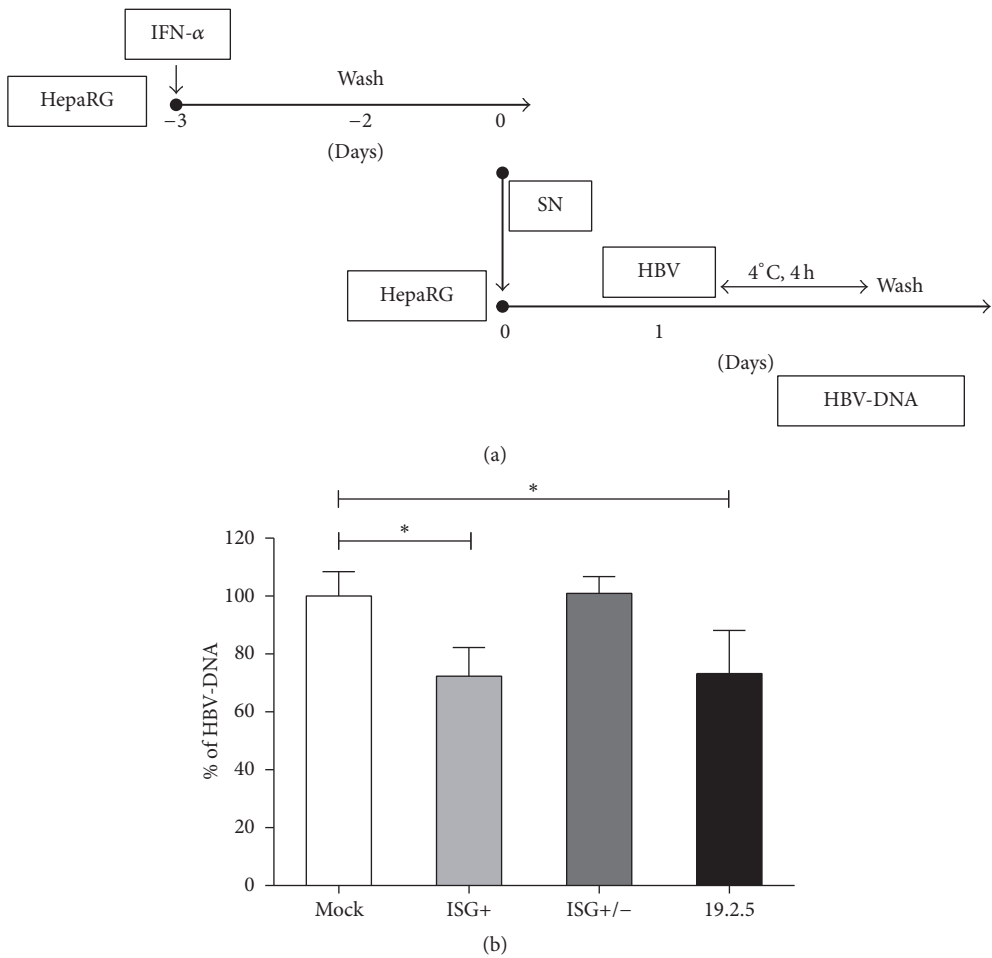 IFN-α
HepaRG
Wash
−3
−2
0
(Days)
SN
HepaRG
HBV
4°C, 4 h
Wash
0
1
(Days)
HBV-DNA
(a)
*
*
120
100
80
60
40
20
0
% of HBV-DNA
Mock
ISG+
ISG+/−
19.2.5
(b)